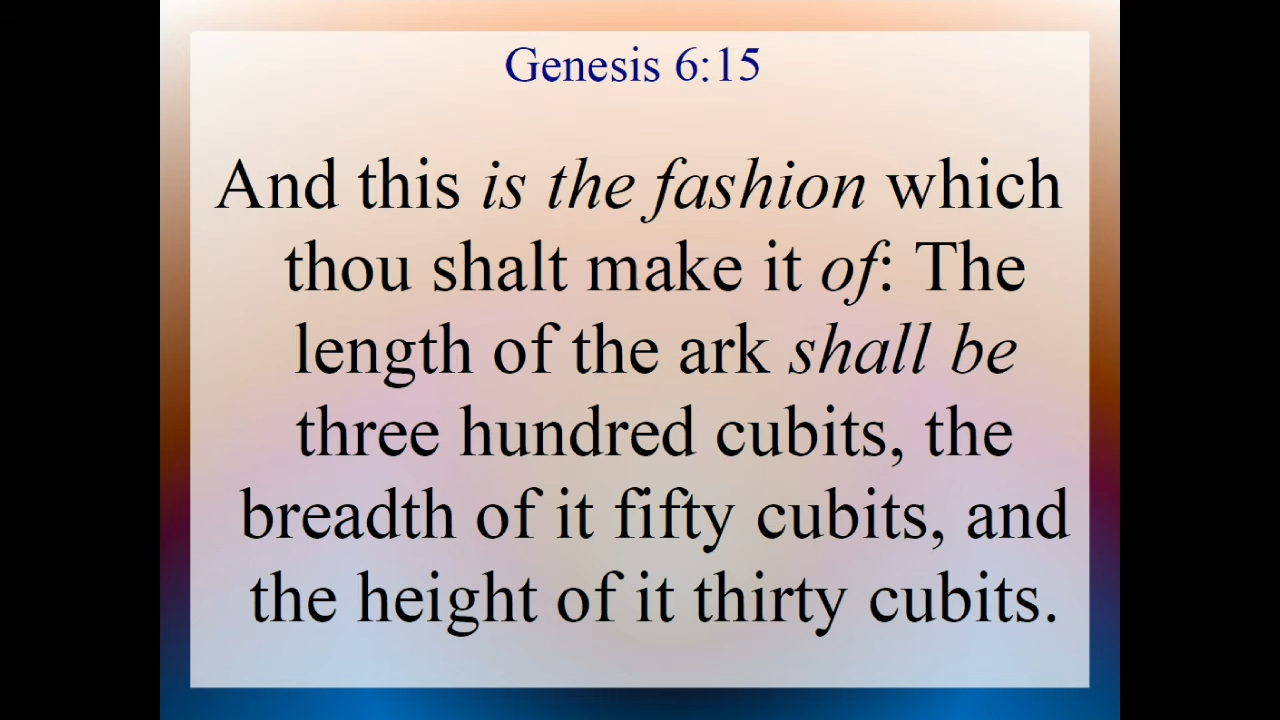 Genesis 6:15
And this is the fashion which
thou shalt make it of: The
length of the ark shall be
three hundred cubits, the
breadth of it fifty cubits, and
the height of it thirty cubits.